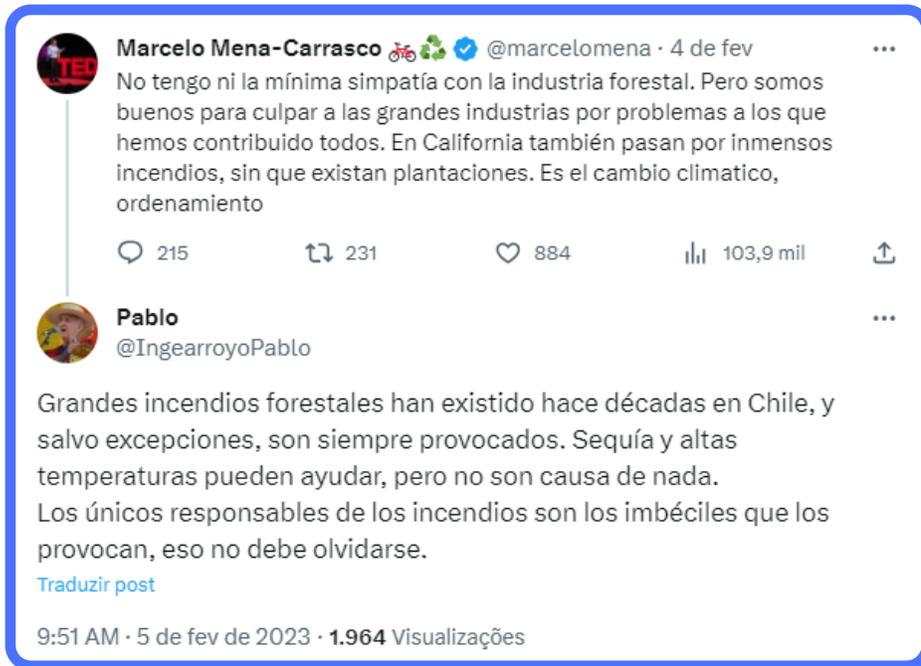 TED
Marcelo Mena-Carrasco 🚲♻️ @marcelomena · 4 de fev
No tengo ni la mínima simpatía con la industria forestal. Pero somos
buenos para culpar a las grandes industrias por problemas a los que
hemos contribuido todos. En California también pasan por inmensos
incendios, sin que existan plantaciones. Es el cambio climatico,
ordenamiento
215 231 884 103,9 mil
Pablo
@IngearroyoPablo
Grandes incendios forestales han existido hace décadas en Chile, y
salvo excepciones, son siempre provocados. Sequía y altas
temperaturas pueden ayudar, pero no son causa de nada.
Los únicos responsables de los incendios son los imbéciles que los
provocan, eso no debe olvidarse.
Traduzir post
9:51 AM · 5 de fev de 2023 · 1.964 Visualizações